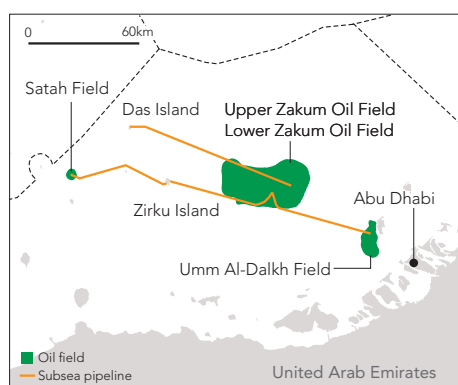 0 60km
Satah Field
Das Island
Upper Zakum Oil Field
Lower Zakum Oil Field
Abu Dhabi
Zirku Island
Umm Al-Dalkh Field
Oil field
Subsea pipeline
United Arab Emirates